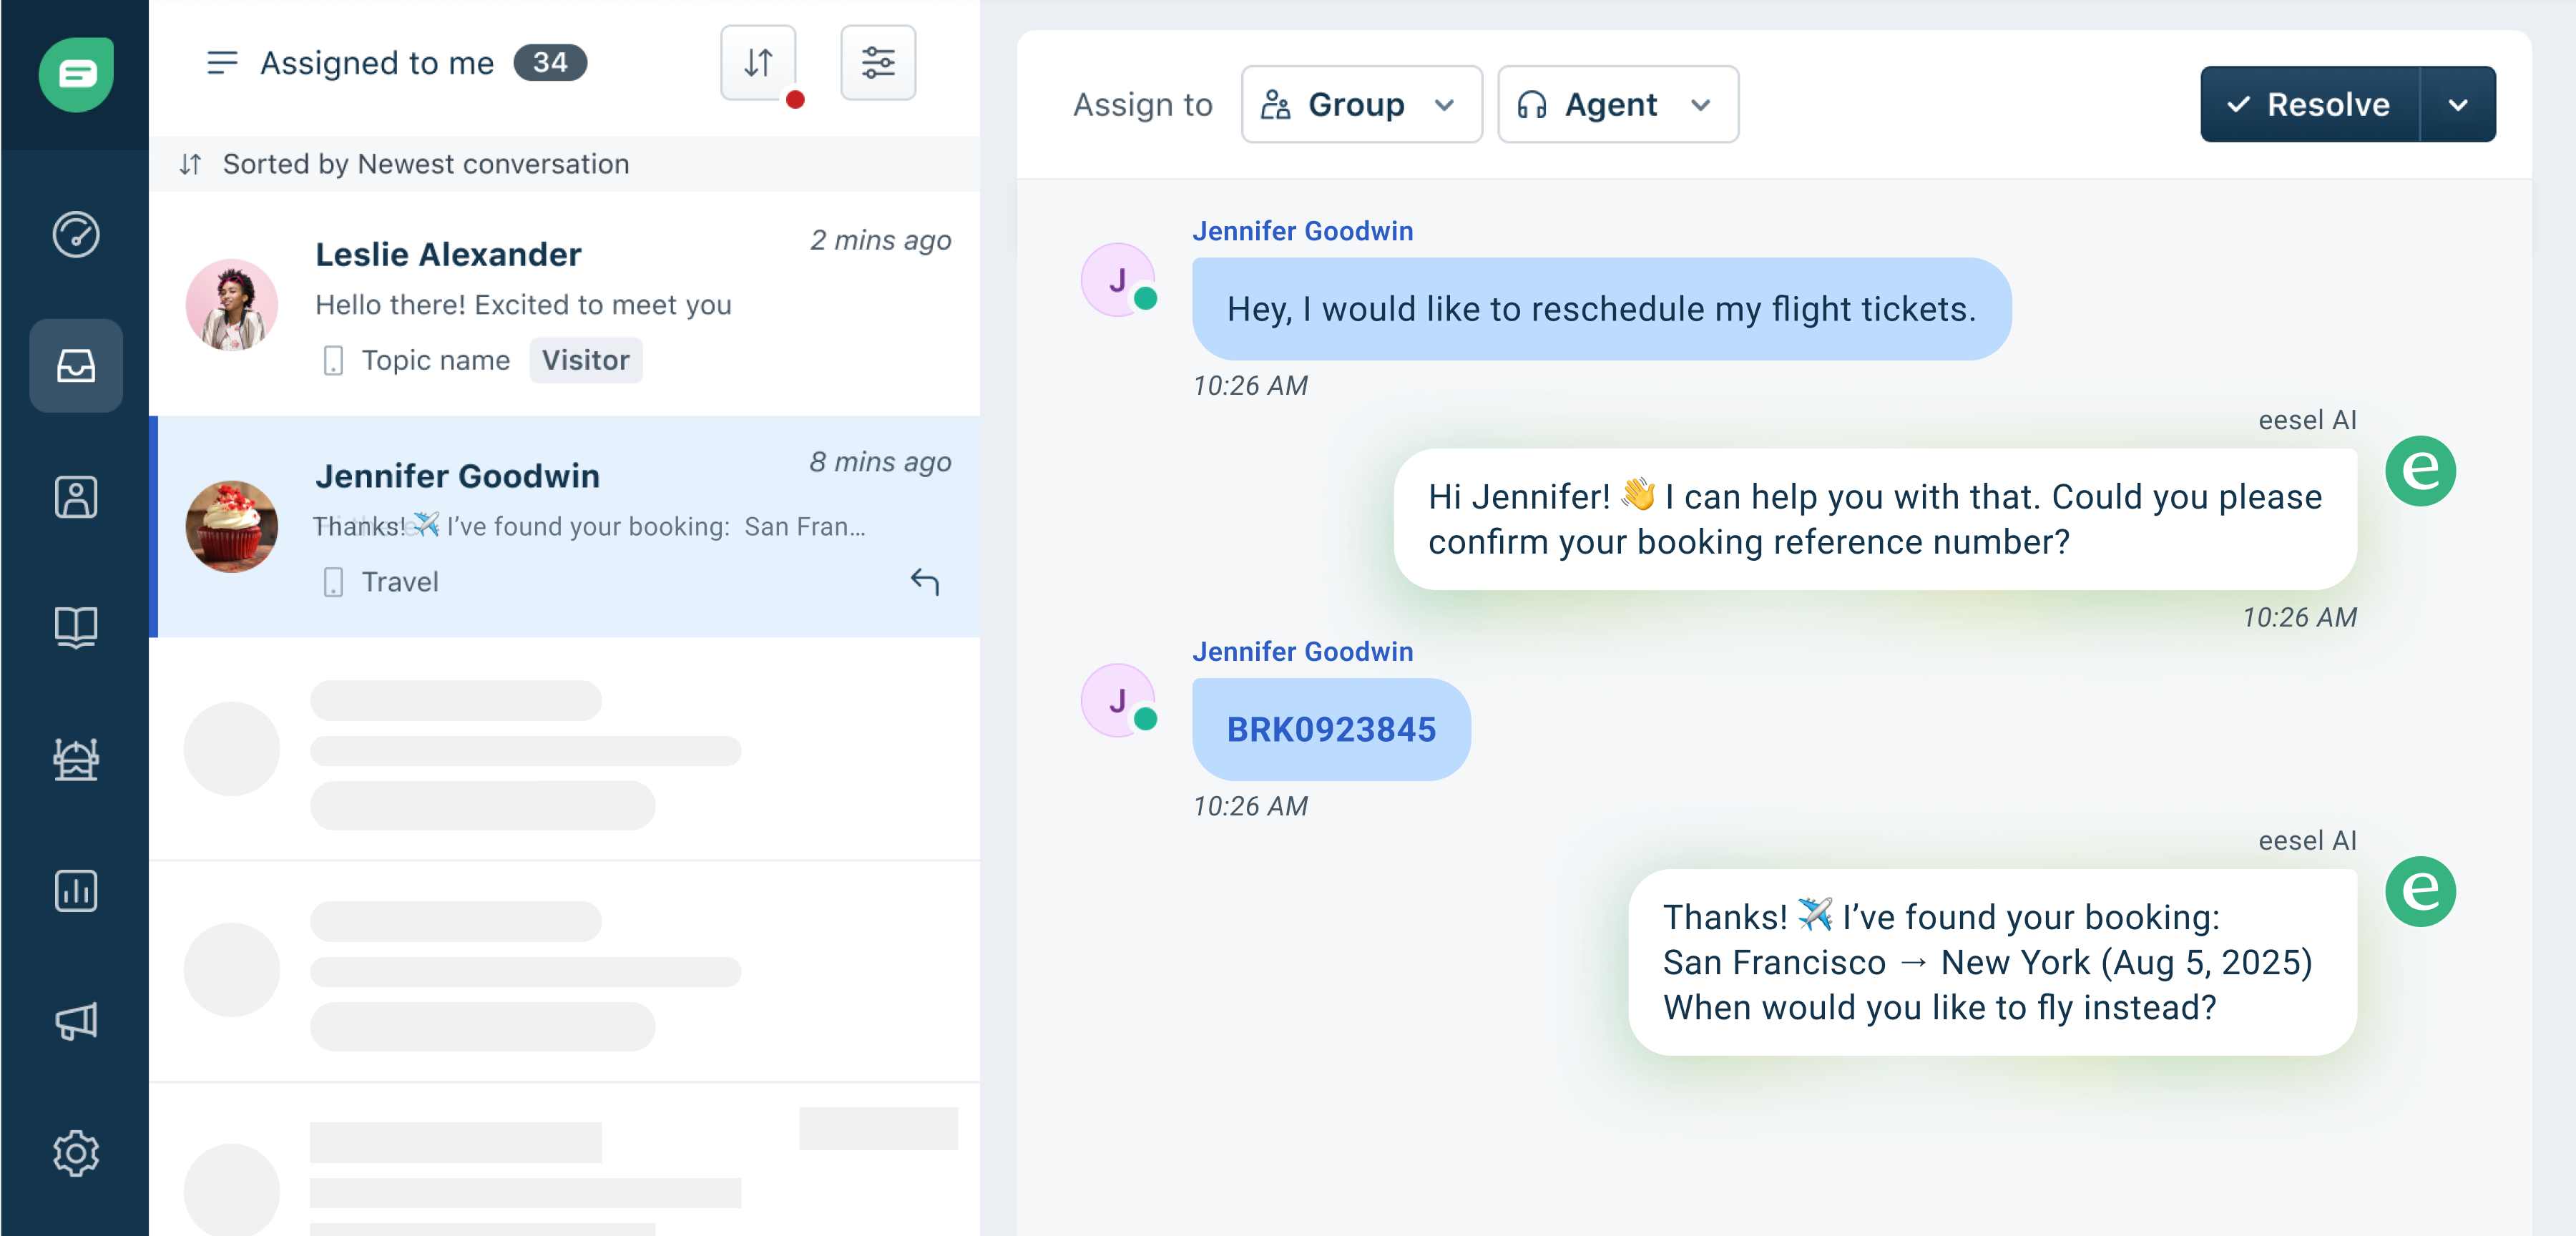 Assigned to me 34
Sorted by Newest conversation
Leslie Alexander
2 mins ago
Hello there! Excited to meet you
Topic name Visitor
Jennifer Goodwin
8 mins ago
Thanks! ✈️ I’ve found your booking: San Fran...
Travel
Assign to Group Agent
Resolve
Jennifer Goodwin
J
Hey, I would like to reschedule my flight tickets.
10:26 AM
eesel AI
e
Hi Jennifer! 👋 I can help you with that. Could you please
confirm your booking reference number?
10:26 AM
Jennifer Goodwin
J
BRK0923845
10:26 AM
eesel AI
e
Thanks! ✈️ I’ve found your booking:
San Francisco → New York (Aug 5, 2025)
When would you like to fly instead?